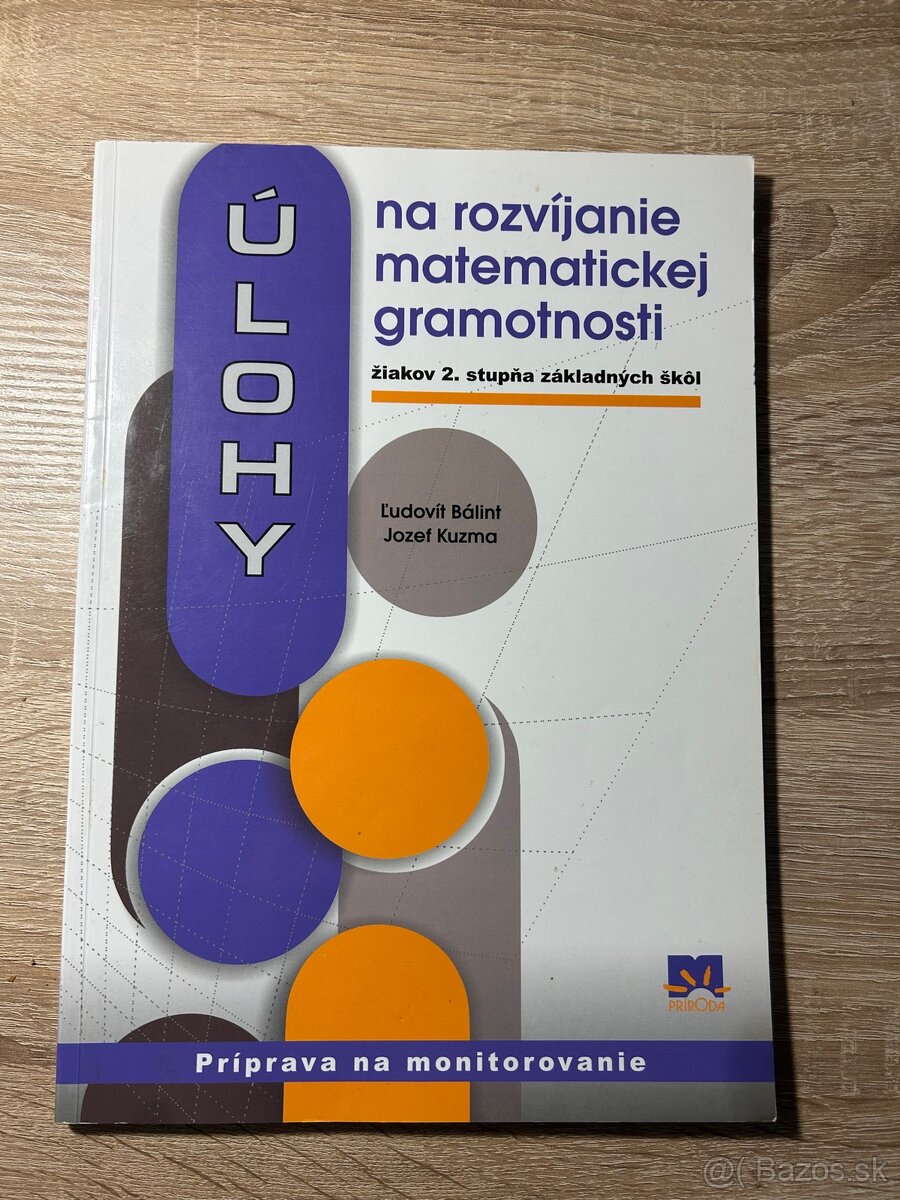 ÚLOHY
na rozvíjanie
matematickej
gramotnosti
žiakov 2. stupňa základných škôl
Ľudovít Bálint
Jozef Kuzma
PRÍRODA
Príprava na monitorovanie
@( Bazos.sk